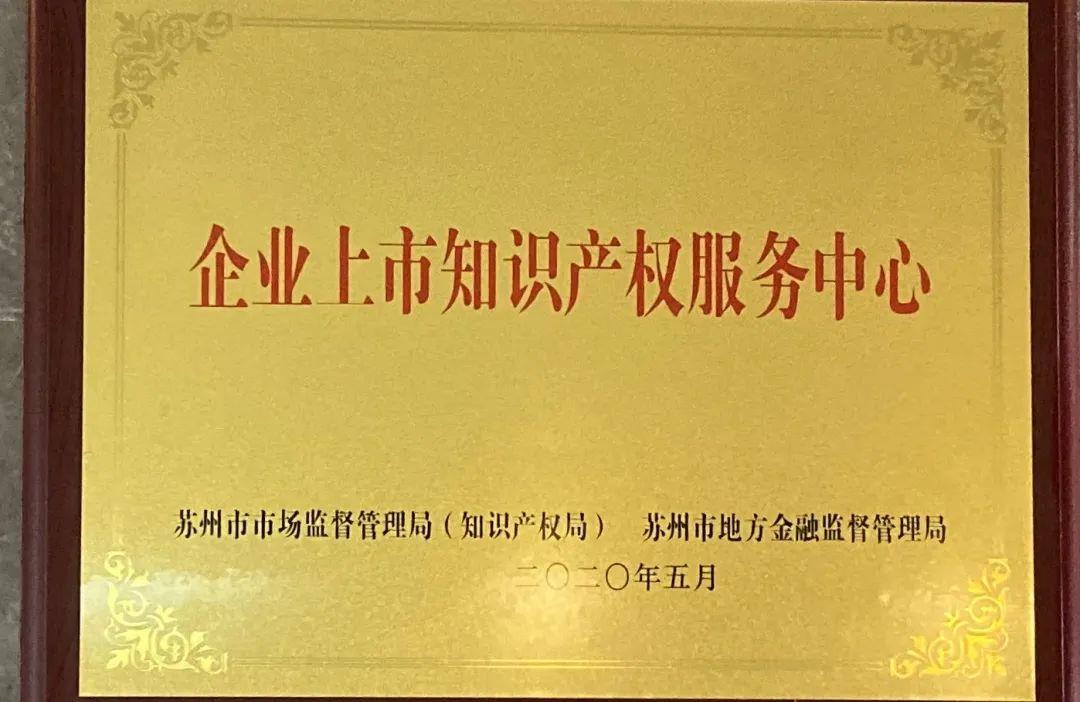 企业上市知识产权服务中心
苏州市市场监督管理局（知识产权局） 苏州市地方金融监督管理局
二〇二〇年五月